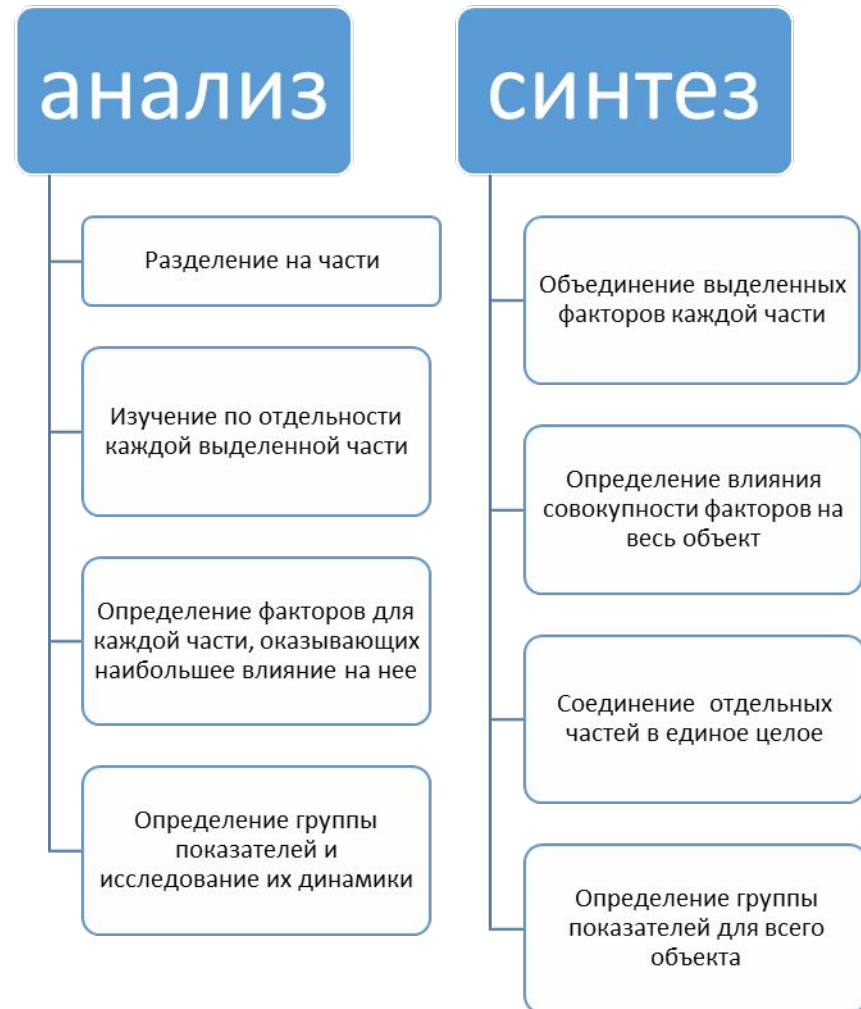 анализ
Разделение на части
Изучение по отдельности
каждой выделенной части
Определение факторов для
каждой части, оказывающих
наибольшее влияние на нее
Определение группы
показателей и
исследование их динамики
синтез
Объединение выделенных
факторов каждой части
Определение влияния
совокупности факторов на
весь объект
Соединение отдельных
частей в единое целое
Определение группы
показателей для всего
объекта